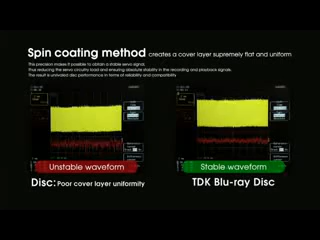 Spin coating method creates a cover layer supremely flat and uniform
This precision makes it possible to obtain a stable servo signal,
thus reducing the servo circuitry load and ensuring absolute stability in the recording and playback signals.
The result is unrivaled disc performance in terms of reliability and compatibility.
Unstable waveform
Stable waveform
Disc: Poor cover layer uniformity
TDK Blu-ray Disc